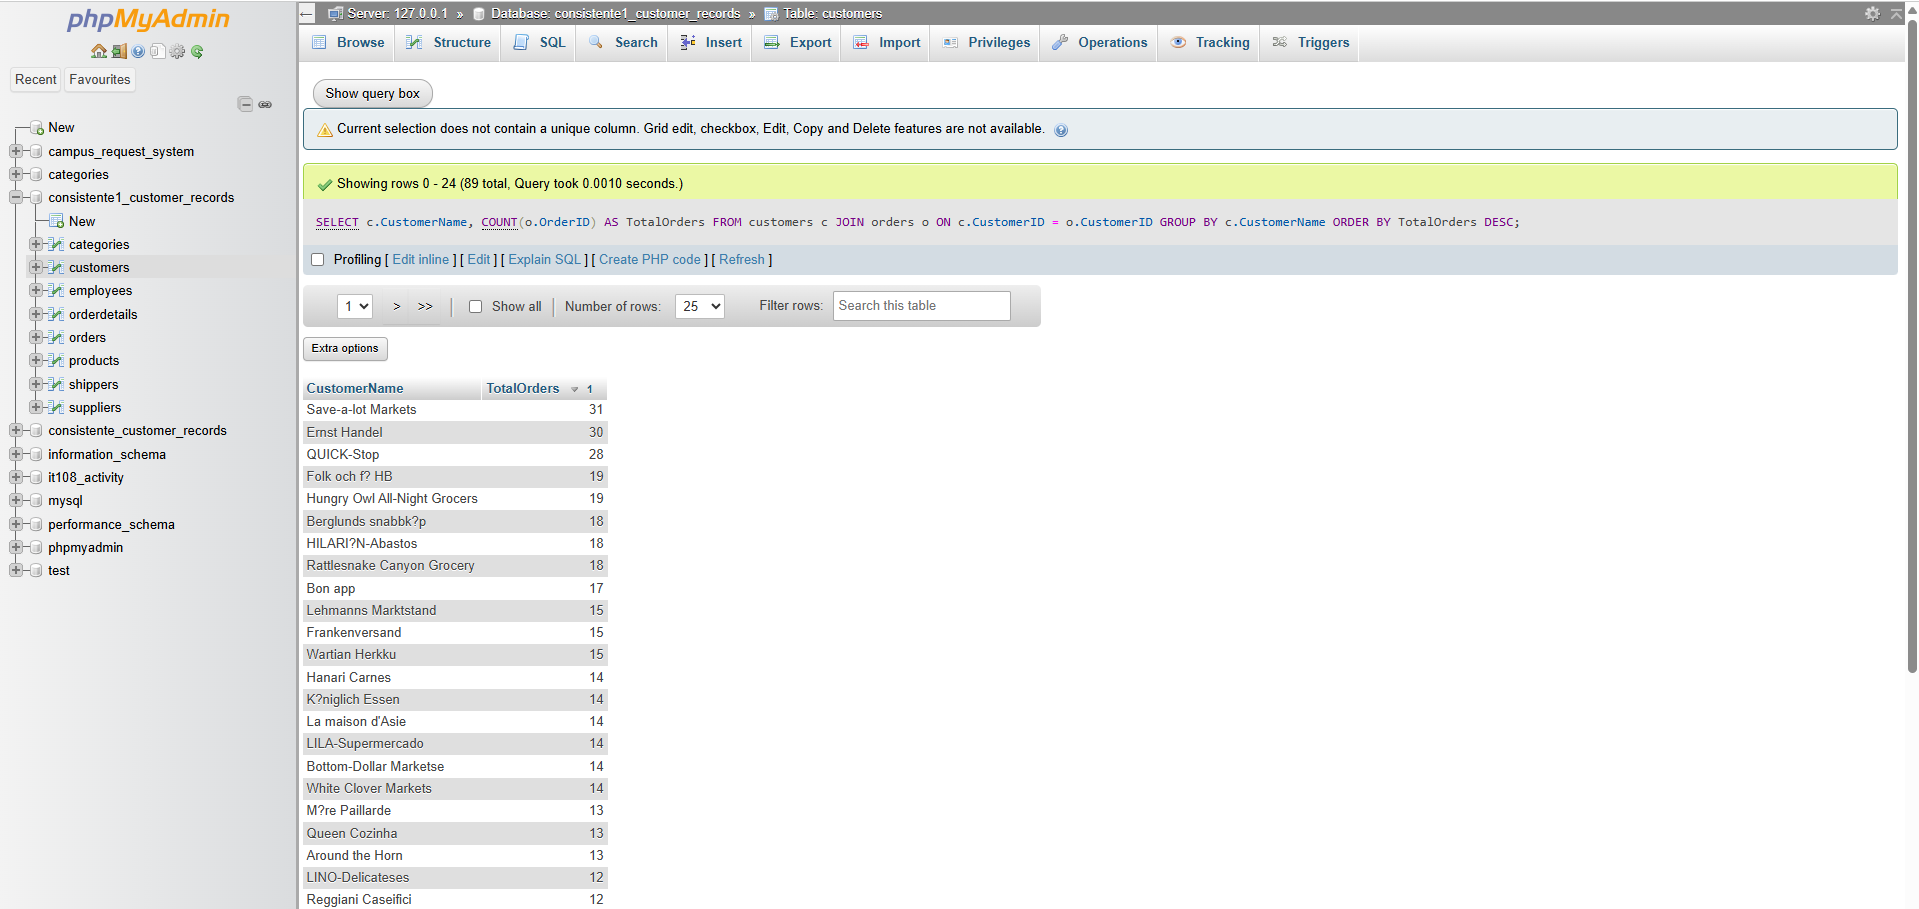 phpMyAdmin
Recent Favourites
New
campus_request_system
categories
consistente1_customer_records
New
categories
customers
employees
orderdetails
orders
products
shippers
suppliers
consistente_customer_records
information_schema
it108_activity
mysql
performance_schema
phpmyadmin
test
Server: 127.0.0.1 » Database: consistente1_customer_records » Table: customers
Browse Structure SQL Search Insert Export Import Privileges Operations Tracking Triggers
Show query box
Current selection does not contain a unique column. Grid edit, checkbox, Edit, Copy and Delete features are not available.
Showing rows 0 - 24 (89 total, Query took 0.0010 seconds.)
SELECT c.CustomerName, COUNT(o.OrderID) AS TotalOrders FROM customers c JOIN orders o ON c.CustomerID = o.CustomerID GROUP BY c.CustomerName ORDER BY TotalOrders DESC;
Profiling [ Edit inline ] [ Edit ] [ Explain SQL ] [ Create PHP code ] [ Refresh ]
1 > >> | Show all | Number of rows: 25 Filter rows: Search this table
Extra options
CustomerName TotalOrders 1
Save-a-lot Markets 31
Ernst Handel 30
QUICK-Stop 28
Folk och f? HB 19
Hungry Owl All-Night Grocers 19
Berglunds snabbk?p 18
HILARI?N-Abastos 18
Rattlesnake Canyon Grocery 18
Bon app 17
Lehmanns Marktstand 15
Frankenversand 15
Wartian Herkku 15
Hanari Carnes 14
K?niglich Essen 14
La maison d'Asie 14
LILA-Supermercado 14
Bottom-Dollar Marketse 14
White Clover Markets 14
M?re Paillarde 13
Queen Cozinha 13
Around the Horn 13
LINO-Delicateses 12
Reggiani Caseifici 12